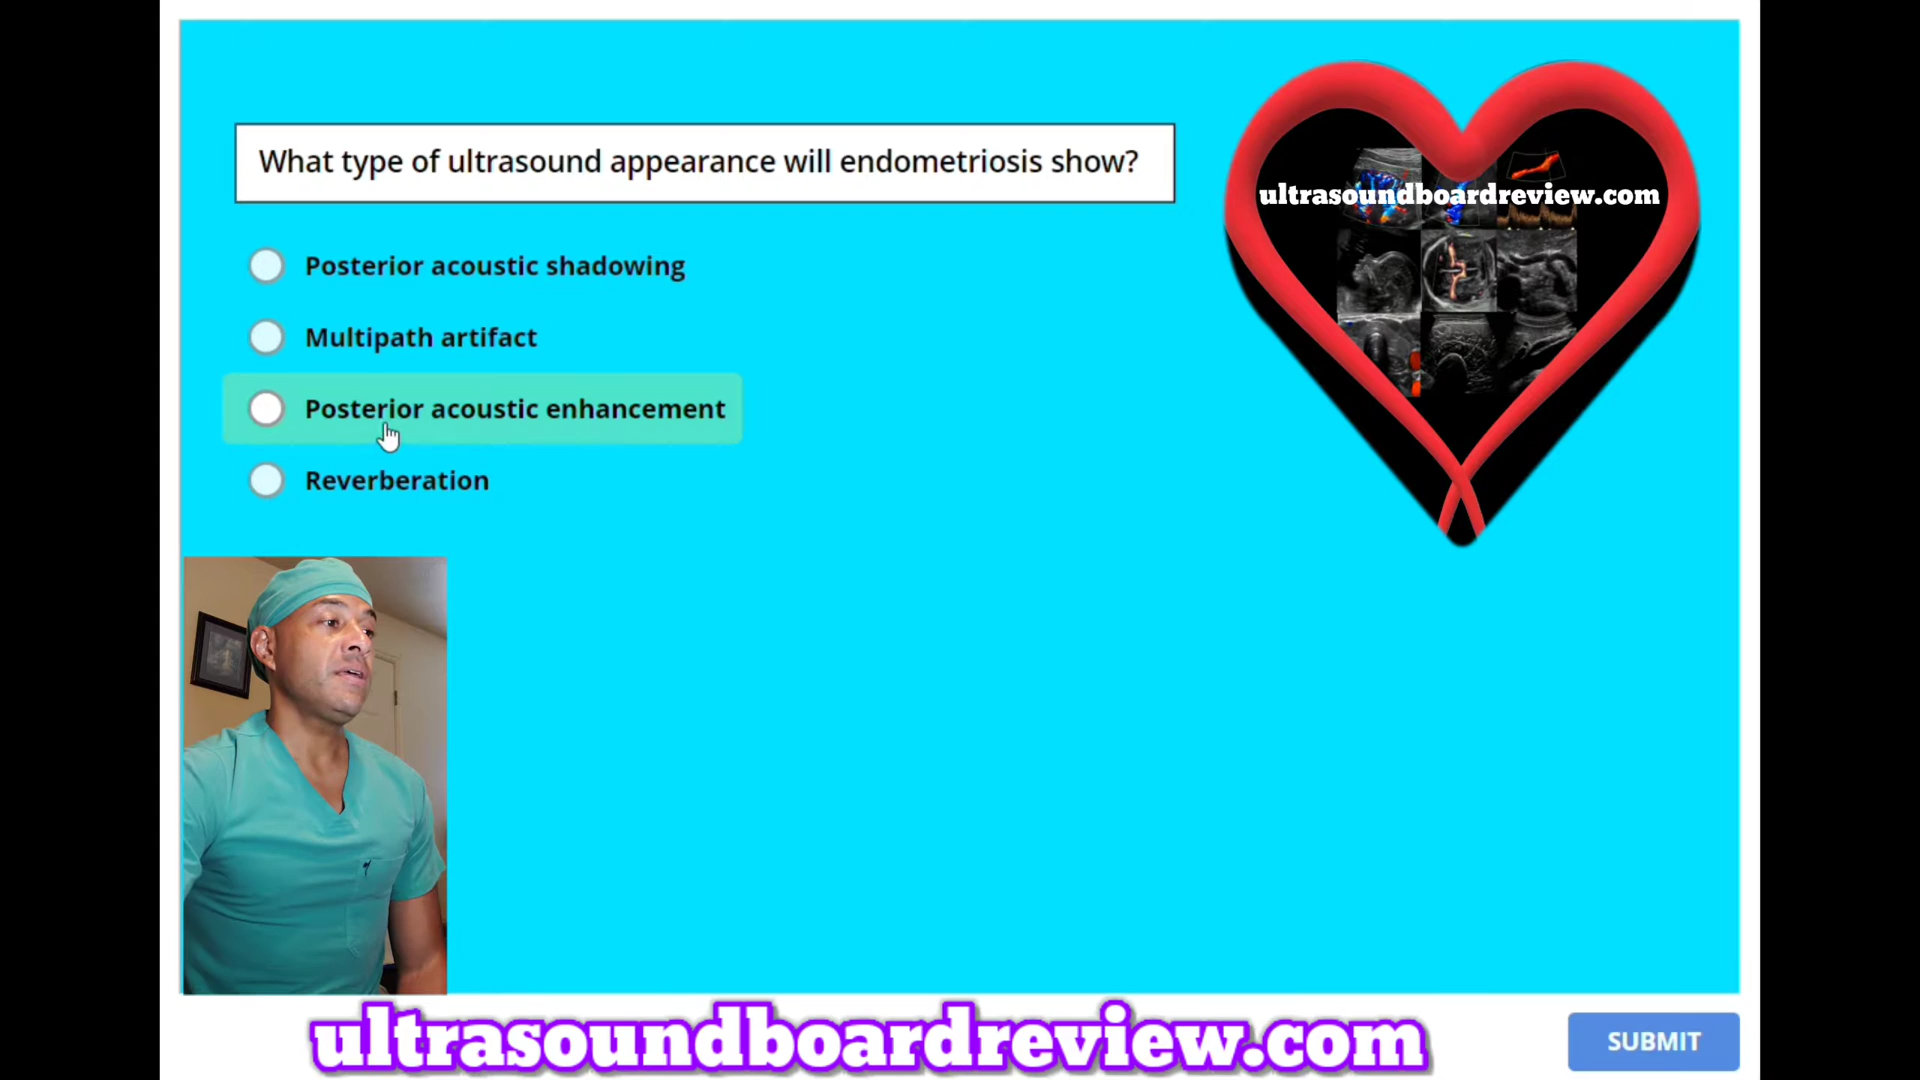 What type of ultrasound appearance will endometriosis show?
ultrasoundboardreview.com
Posterior acoustic shadowing
Multipath artifact
Posterior acoustic enhancement
Reverberation
ultrasoundboardreview.com
SUBMIT